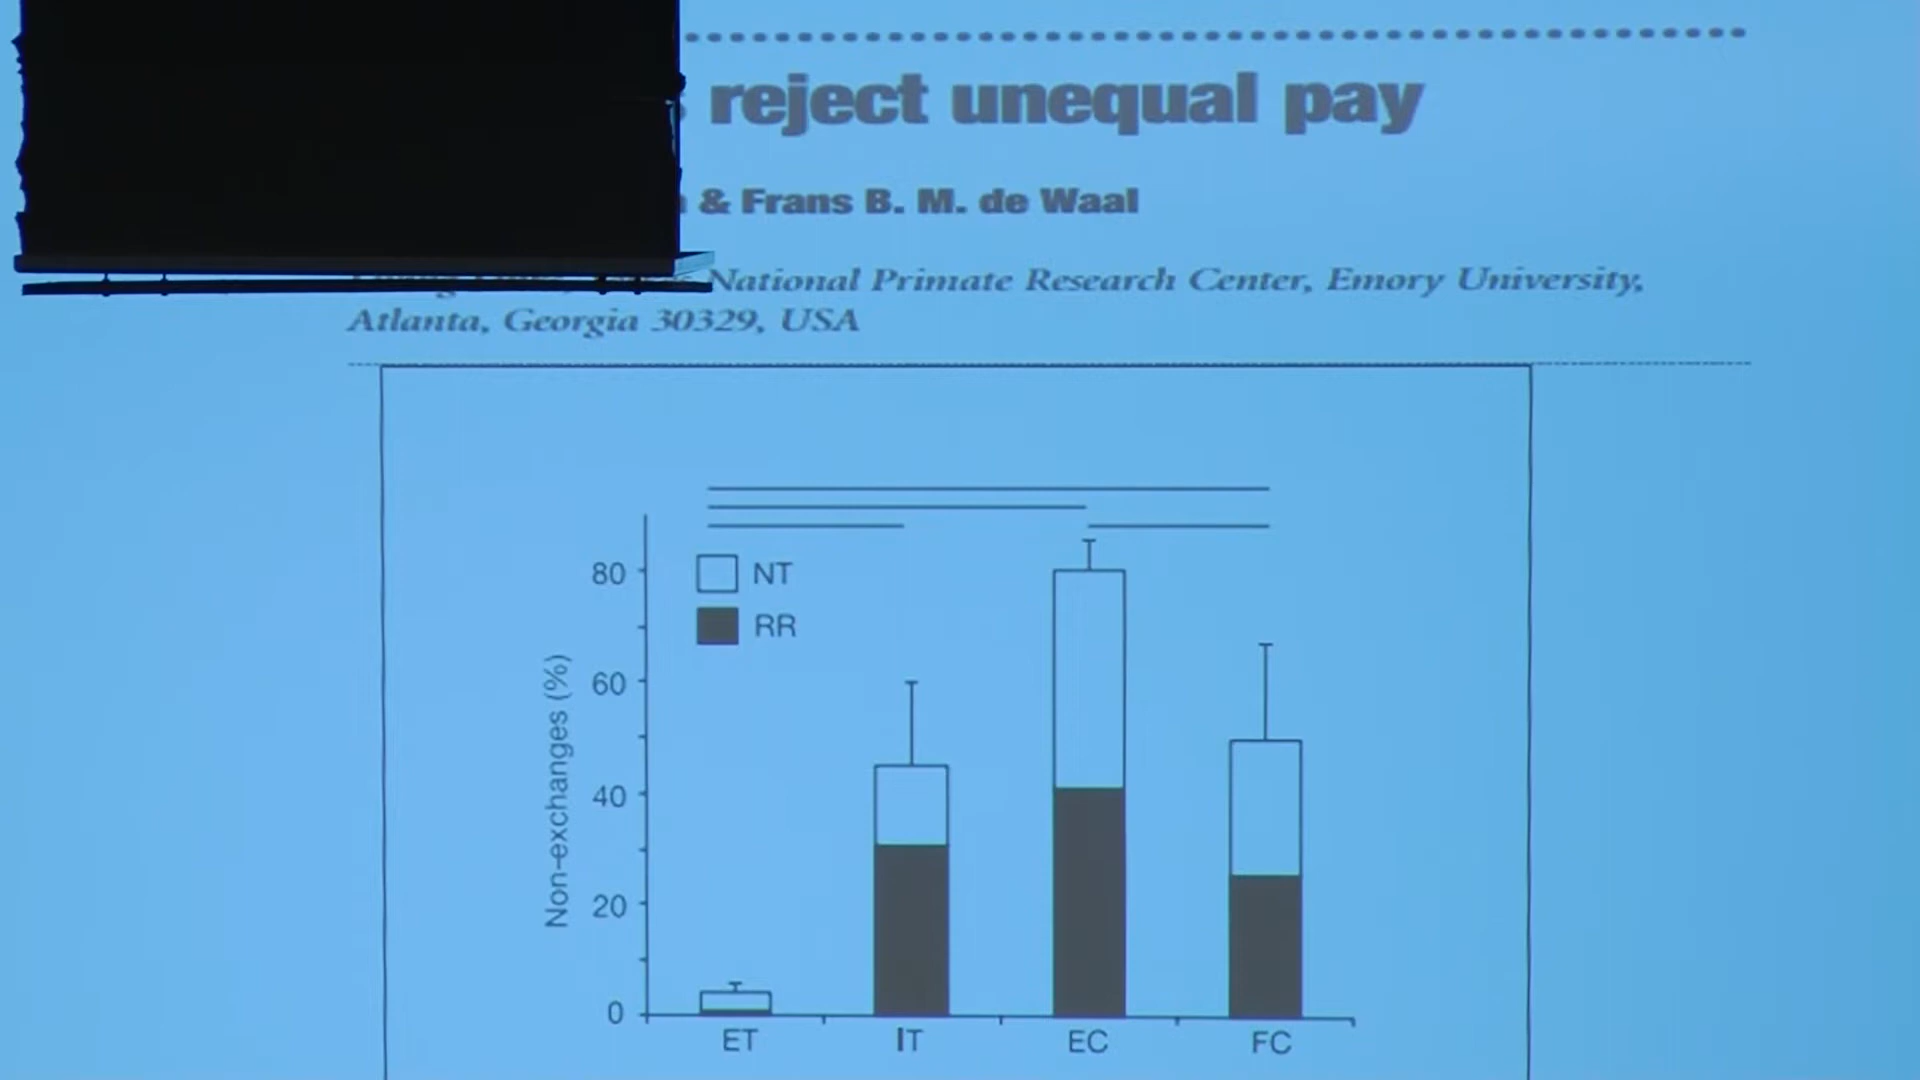 reject unequal pay
& Frans B. M. de Waal
National Primate Research Center, Emory University,
Atlanta, Georgia 30329, USA
NT
RR
Non-exchanges (%)
80
60
40
20
0
ET IT EC FC